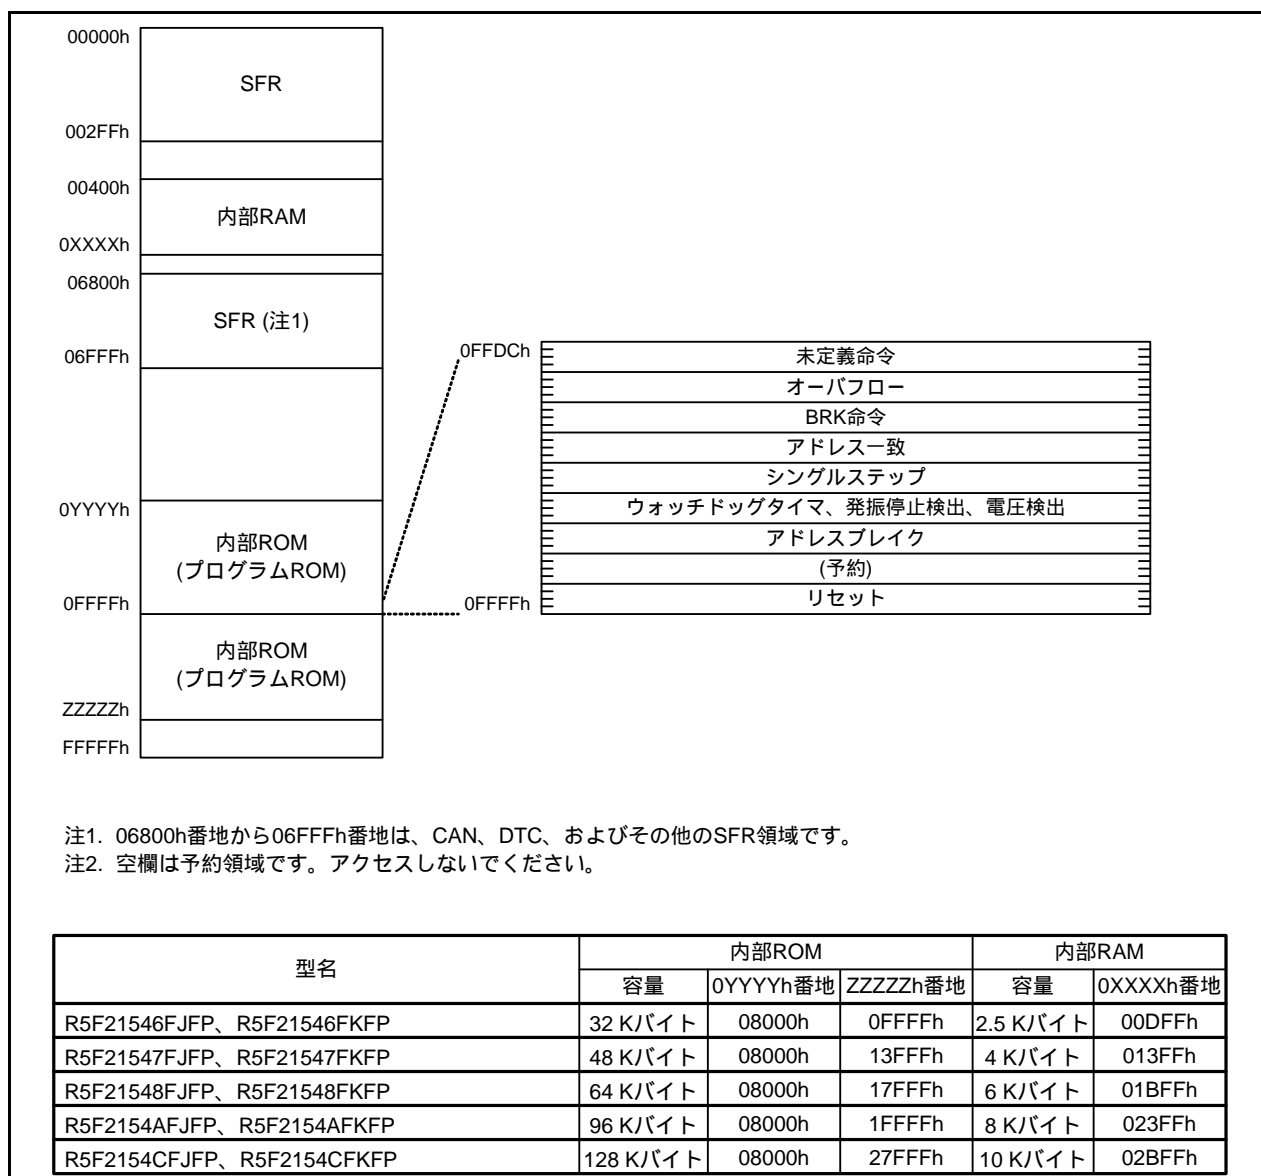 00000h
SFR
002FFh
00400h
内部RAM
0XXXXh
06800h
SFR (注1)
06FFFh
0YYYYh
内部ROM
(プログラムROM)
0FFFFh
内部ROM
(プログラムROM)
ZZZZZh
FFFFFh
0FFDCh
未定義命令
オーバフロー
BRK命令
アドレス一致
シングルステップ
ウォッチドッグタイマ、発振停止検出、電圧検出
アドレスブレイク
(予約)
0FFFFh リセット
注1. 06800h番地から06FFFh番地は、CAN、DTC、およびその他のSFR領域です。
注2. 空欄は予約領域です。アクセスしないでください。
型名 内部ROM 内部RAM
容量 0YYYYh番地 ZZZZZh番地 容量 0XXXXh番地
R5F21546FJFP、R5F21546FKFP 32 Kバイト 08000h 0FFFFh 2.5 Kバイト 00DFFh
R5F21547FJFP、R5F21547FKFP 48 Kバイト 08000h 13FFFh 4 Kバイト 013FFh
R5F21548FJFP、R5F21548FKFP 64 Kバイト 08000h 17FFFh 6 Kバイト 01BFFh
R5F2154AFJFP、R5F2154AFKFP 96 Kバイト 08000h 1FFFFh 8 Kバイト 023FFh
R5F2154CFJFP、R5F2154CFKFP 128 Kバイト 08000h 27FFFh 10 Kバイト 02BFFh